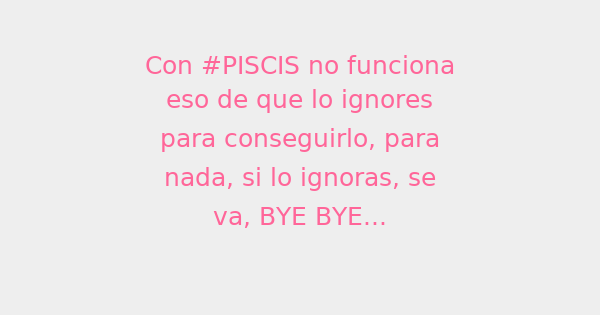 Con #PISCIS no funciona
eso de que lo ignores
para conseguirlo, para
nada, si lo ignoras, se
va, BYE BYE...